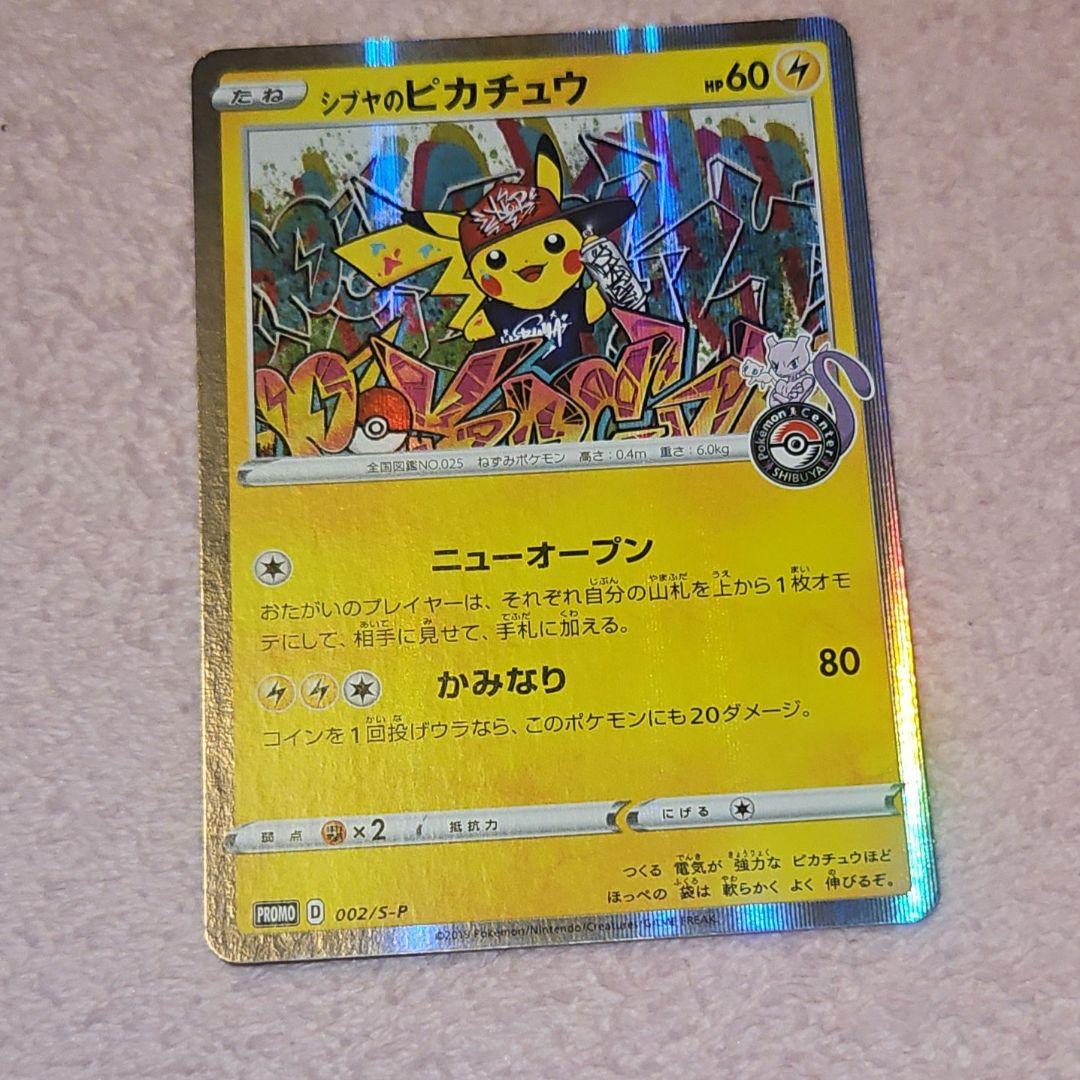 たね シブヤのピカチュウ HP60
Pokémon Center
SHIBUYA
全国図鑑NO.025 ねずみポケモン 高さ:0.4m 重さ:6.0kg
ニューオープン
おたがいのプレイヤーは、それぞれ自分の山札を上から1枚オモ
テにして、相手に見せて、手札に加える。
かみなり 80
コインを1回投げウラなら、このポケモンにも20ダメージ。
弱点 ×2 抵抗力 にげる
つくる 電気が 強力な ピカチュウほど
ほっぺの 袋は 軟らかく よく 伸びるぞ。
PROMO D 002/S-P
©2019 Pokémon/Nintendo/Creatures/GAME FREAK.